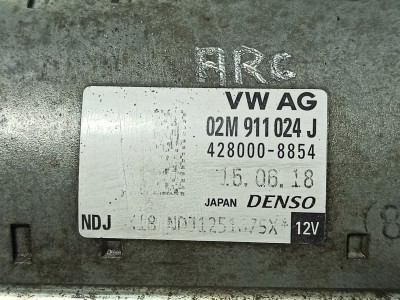 ARC
VW AG
02M 911 024 J
428000-8854
15.06.18
JAPAN DENSO
NDJ 12V